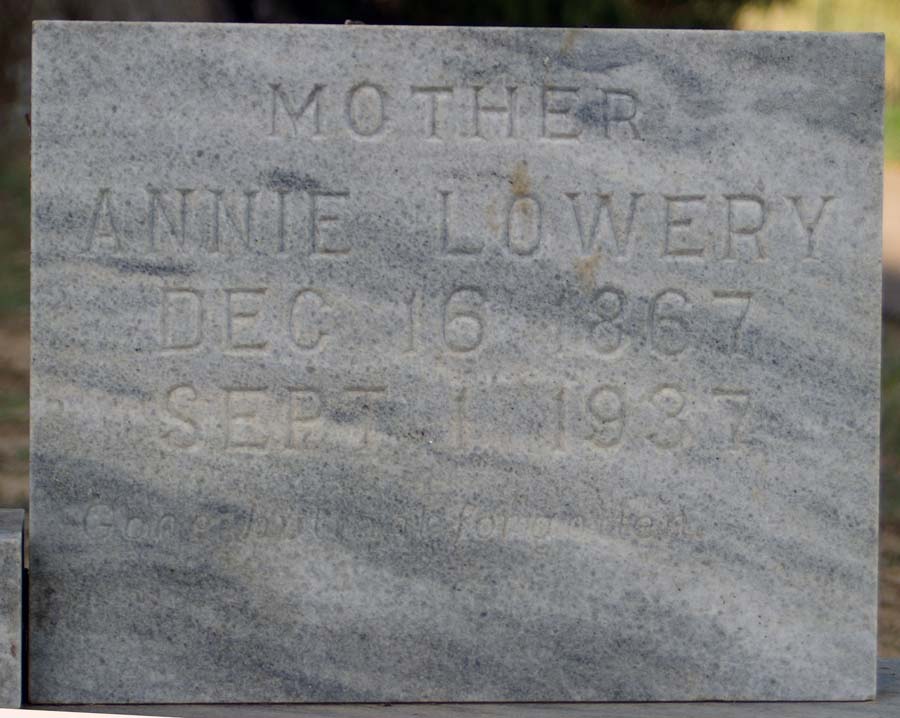 MOTHER
ANNIE LOWERY
DEC 16 1867
SEPT 1 1937
Gone but not forgotten.